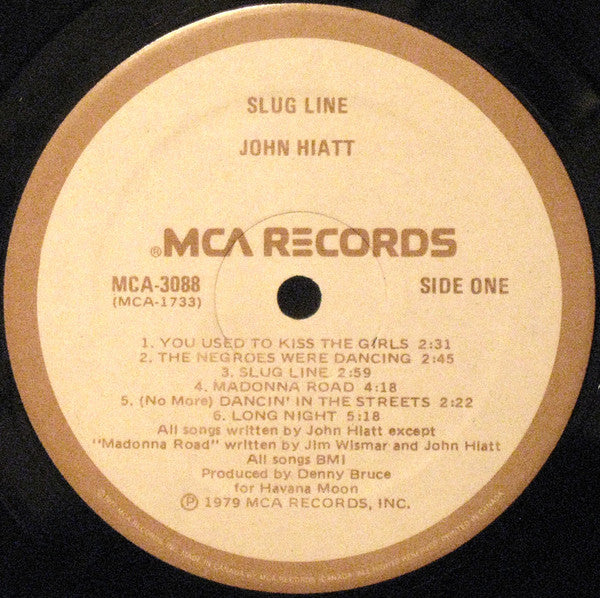 SLUG LINE
JOHN HIATT
®MCA RECORDS
MCA-3088
(MCA-1733)
SIDE ONE
1. YOU USED TO KISS THE GIRLS 2:31
2. THE NEGROES WERE DANCING 2:45
3. SLUG LINE 2:59
4. MADONNA ROAD 4:18
5. (No More) DANCIN' IN THE STREETS 2:22
6. LONG NIGHT 5:18
All songs written by John Hiatt except
"Madonna Road" written by Jim Wismar and John Hiatt
All songs BMI
Produced by Denny Bruce
for Havana Moon
Ⓟ 1979 MCA RECORDS, INC.